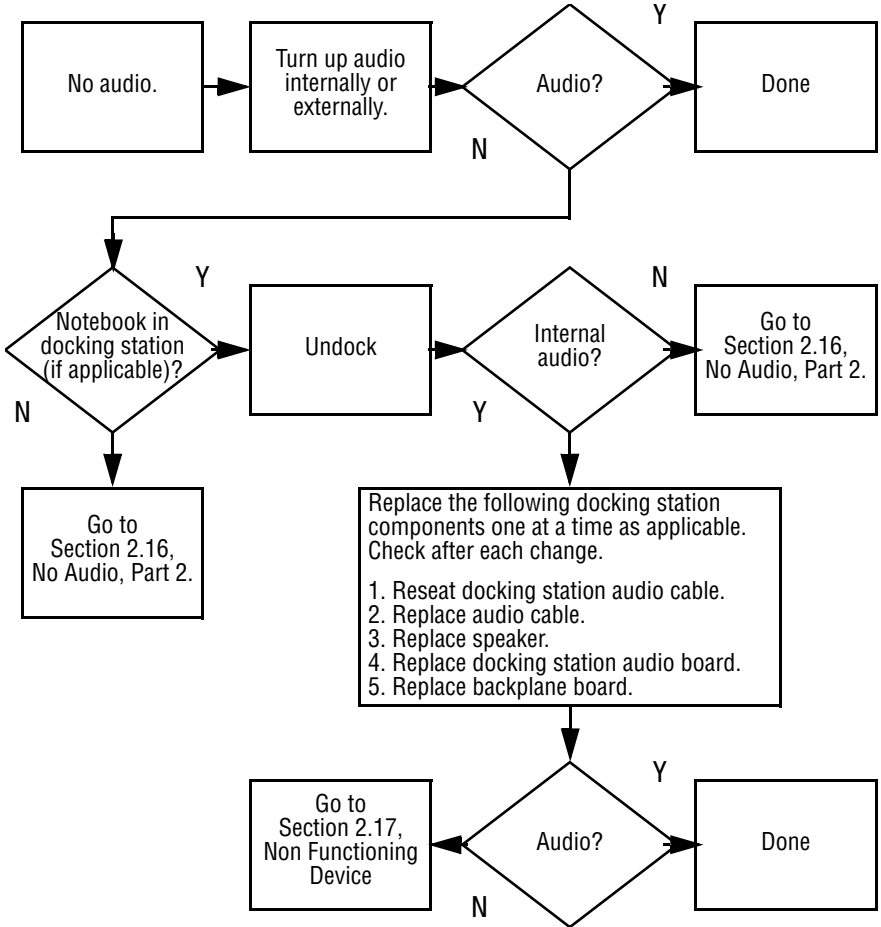 No audio.
Turn up audio
internally or
externally.
Audio?
Y
Done
N
Notebook in
docking station
(if applicable)?
Y
Undock
Internal
audio?
N
Go to
Section 2.16,
No Audio, Part 2.
N
Y
Go to
Section 2.16,
No Audio, Part 2.
Replace the following docking station
components one at a time as applicable.
Check after each change.
1. Reseat docking station audio cable.
2. Replace audio cable.
3. Replace speaker.
4. Replace docking station audio board.
5. Replace backplane board.
Go to
Section 2.17,
Non Functioning
Device
Audio?
Y
Done
N